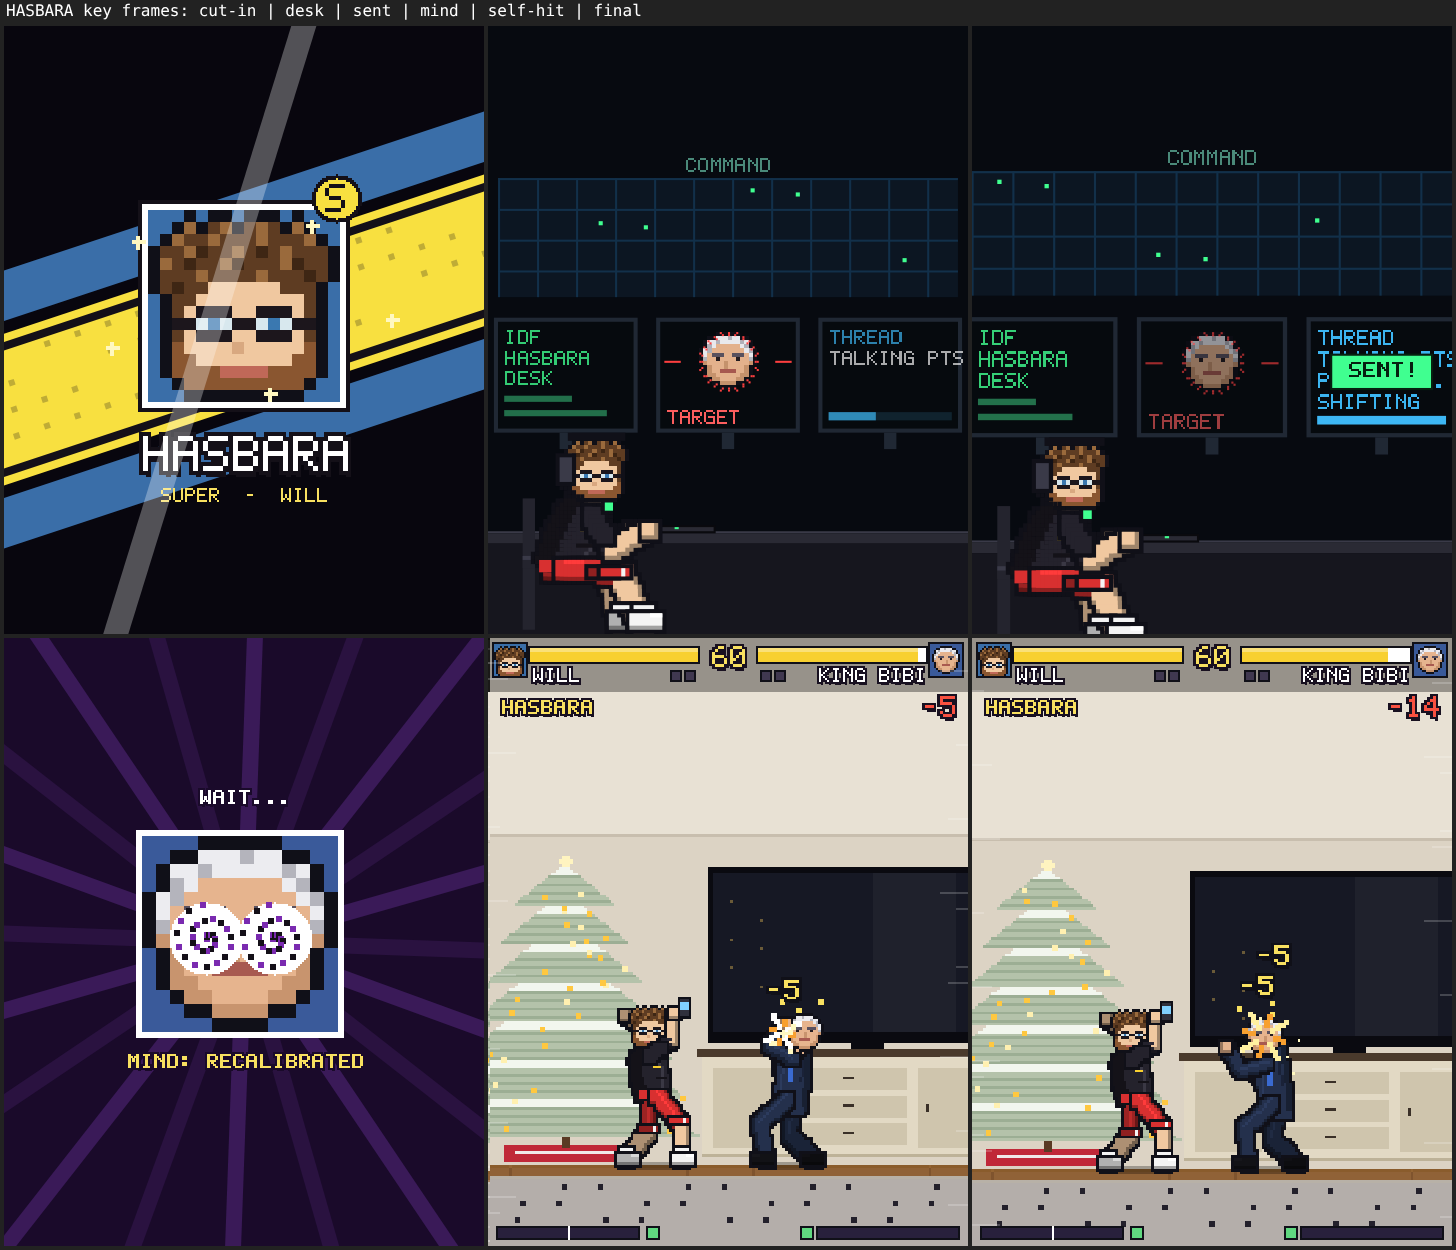 HASBARA key frames: cut-in | desk | sent | mind | self-hit | final
S
HASBARA
SUPER - WILL
COMMAND
IDF
HASBARA
DESK
TARGET
THREAD
TALKING PTS
COMMAND
IDF
HASBARA
DESK
TARGET
THREAD
SENT!
SHIFTING
WAIT...
MIND: RECALIBRATED
WILL
60
KING BIBI
HASBARA
-5
-5
WILL
60
KING BIBI
HASBARA
-14
-5
-5